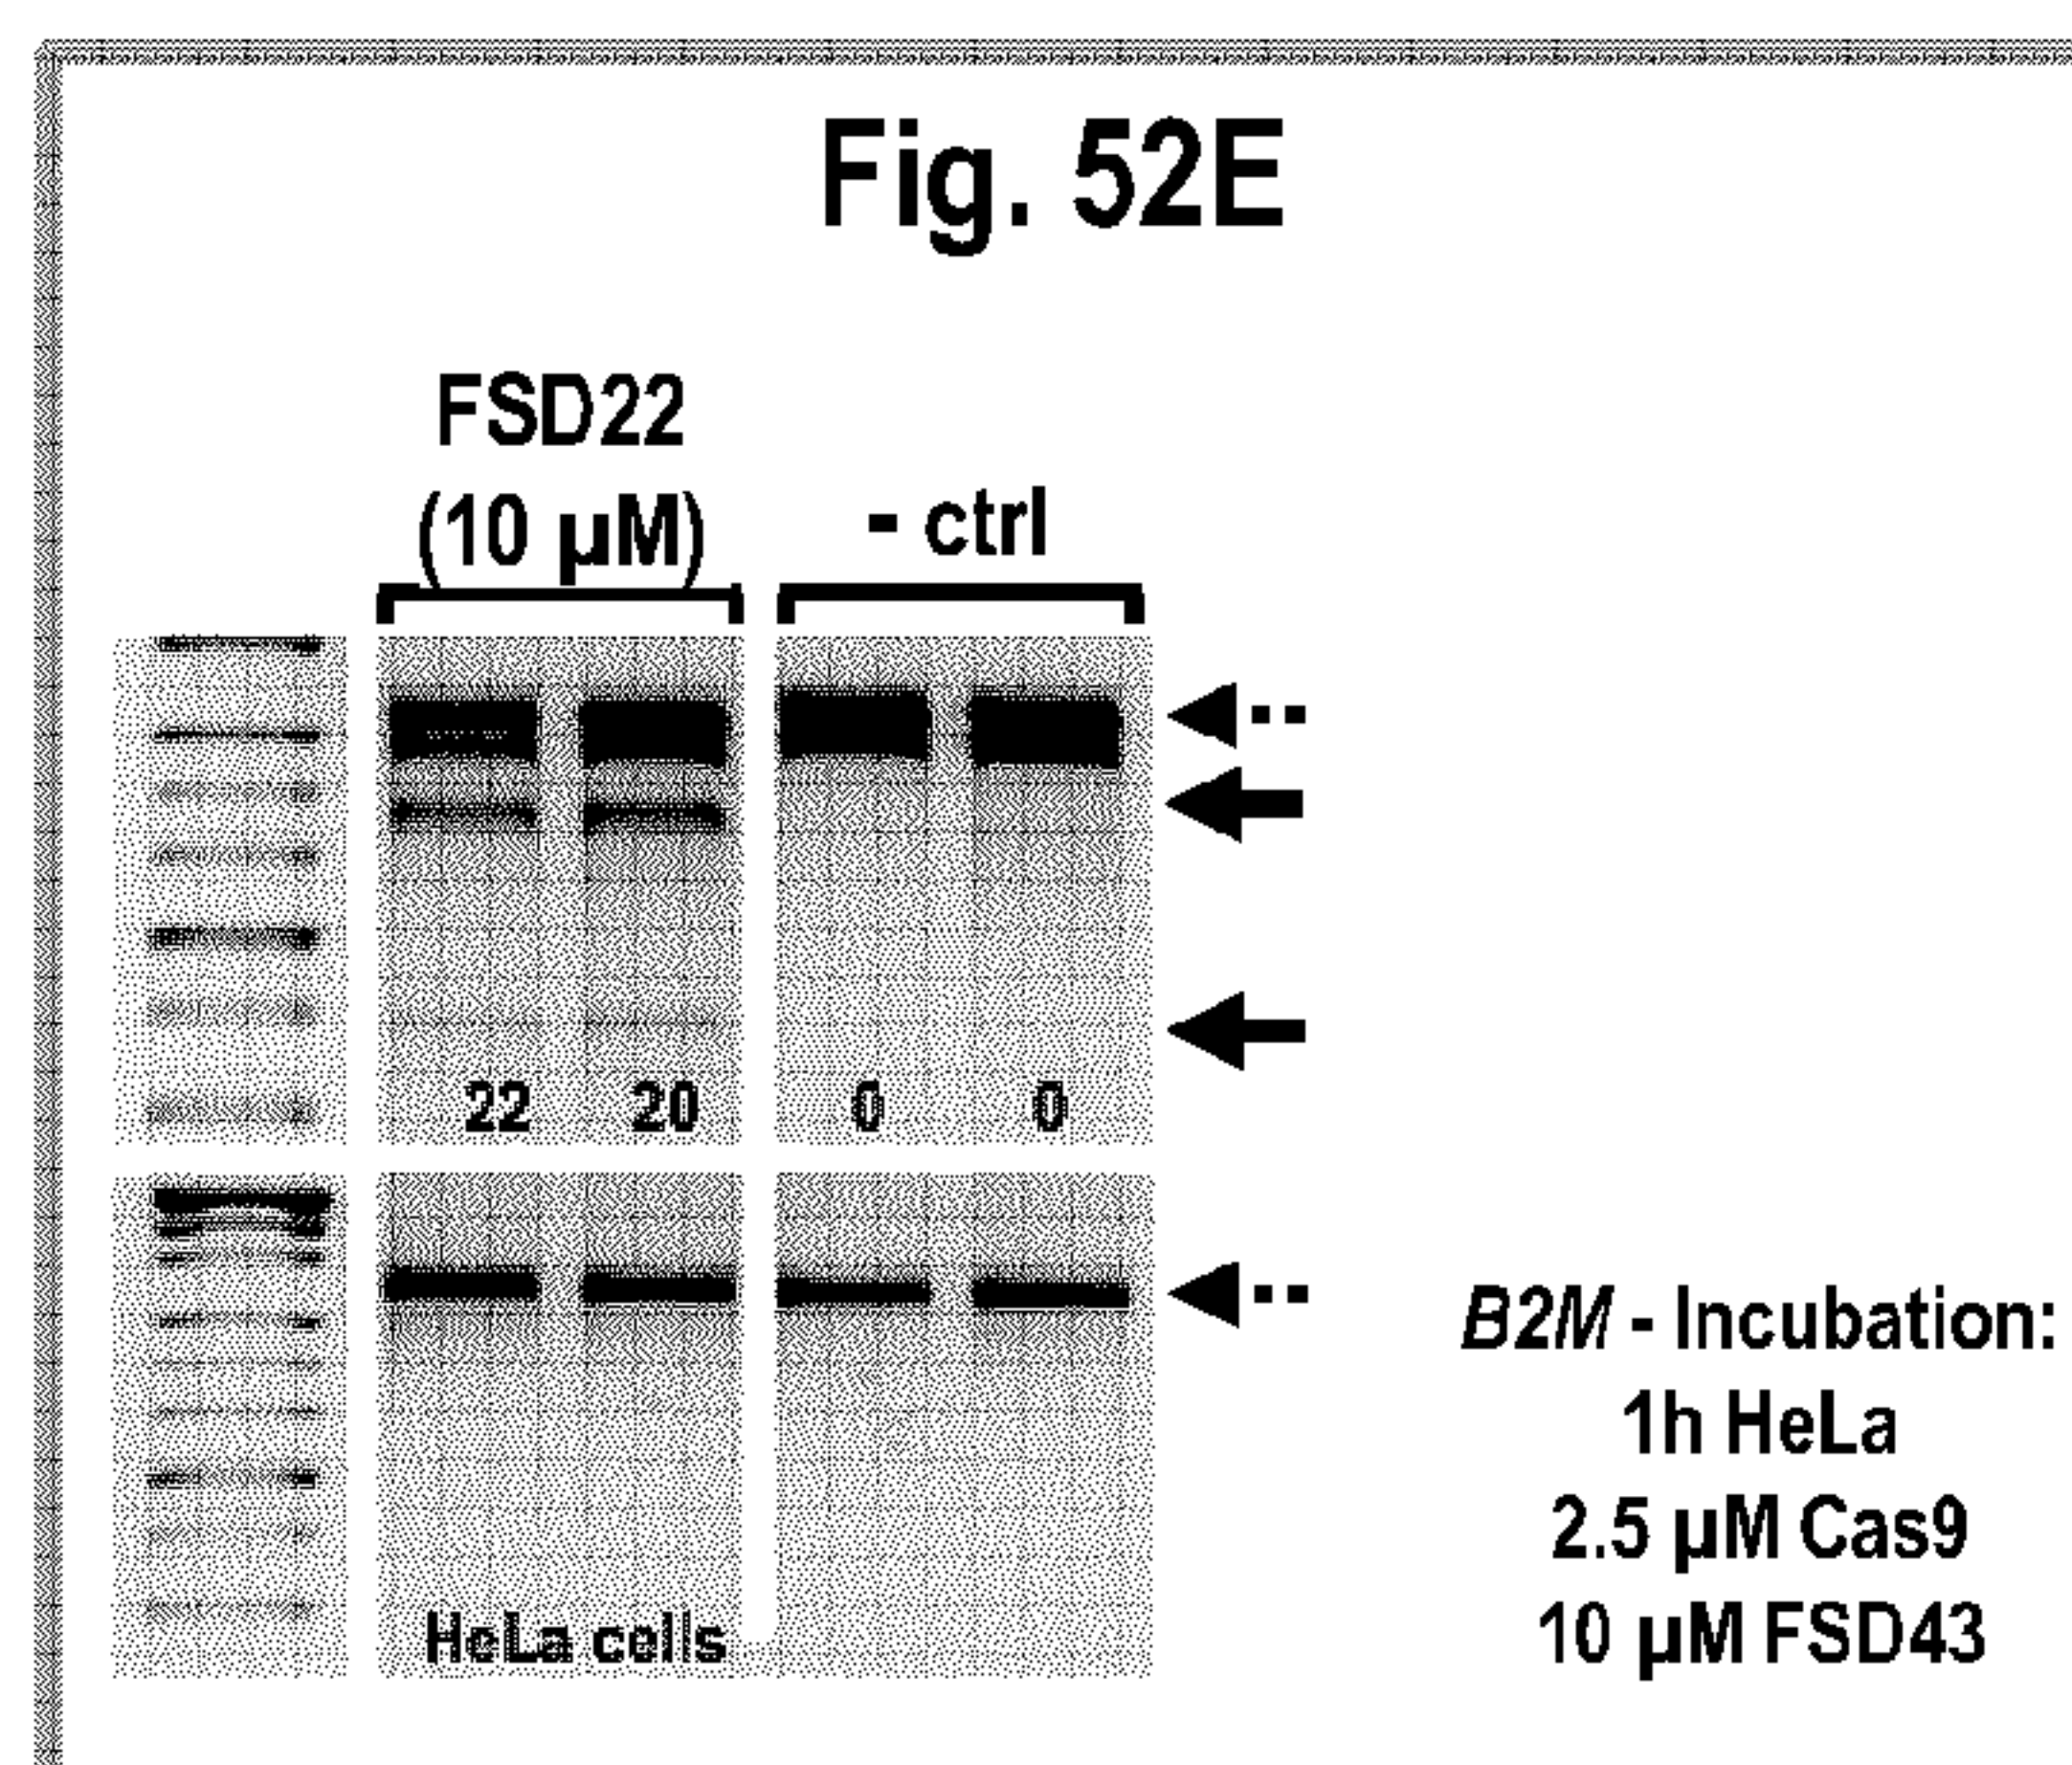 Fig. 52E
FSD22
(10 µM)
- ctrl
22 20 0 0
HeLa cells
B2M - Incubation:
1h HeLa
2.5 µM Cas9
10 µM FSD43